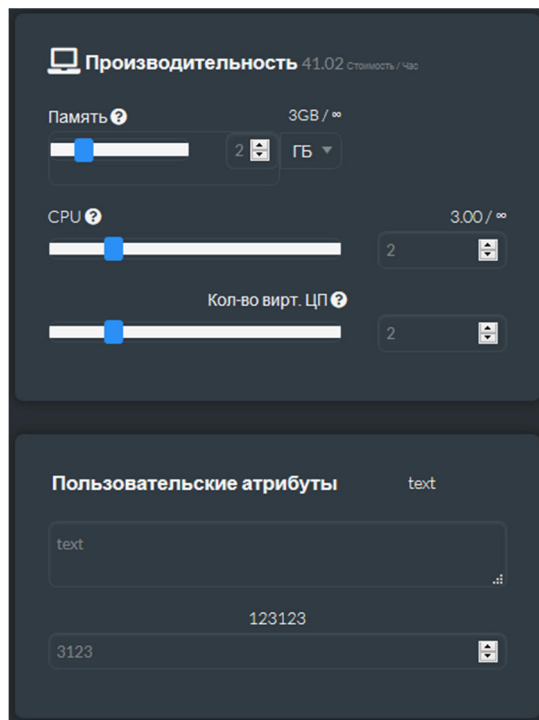 Производительность 41.02 Стоимость / Час
Память 3GB / ∞
2 ГБ
CPU 3.00 / ∞
2
Кол-во вирт. ЦП
2
Пользовательские атрибуты text
text
123123
3123